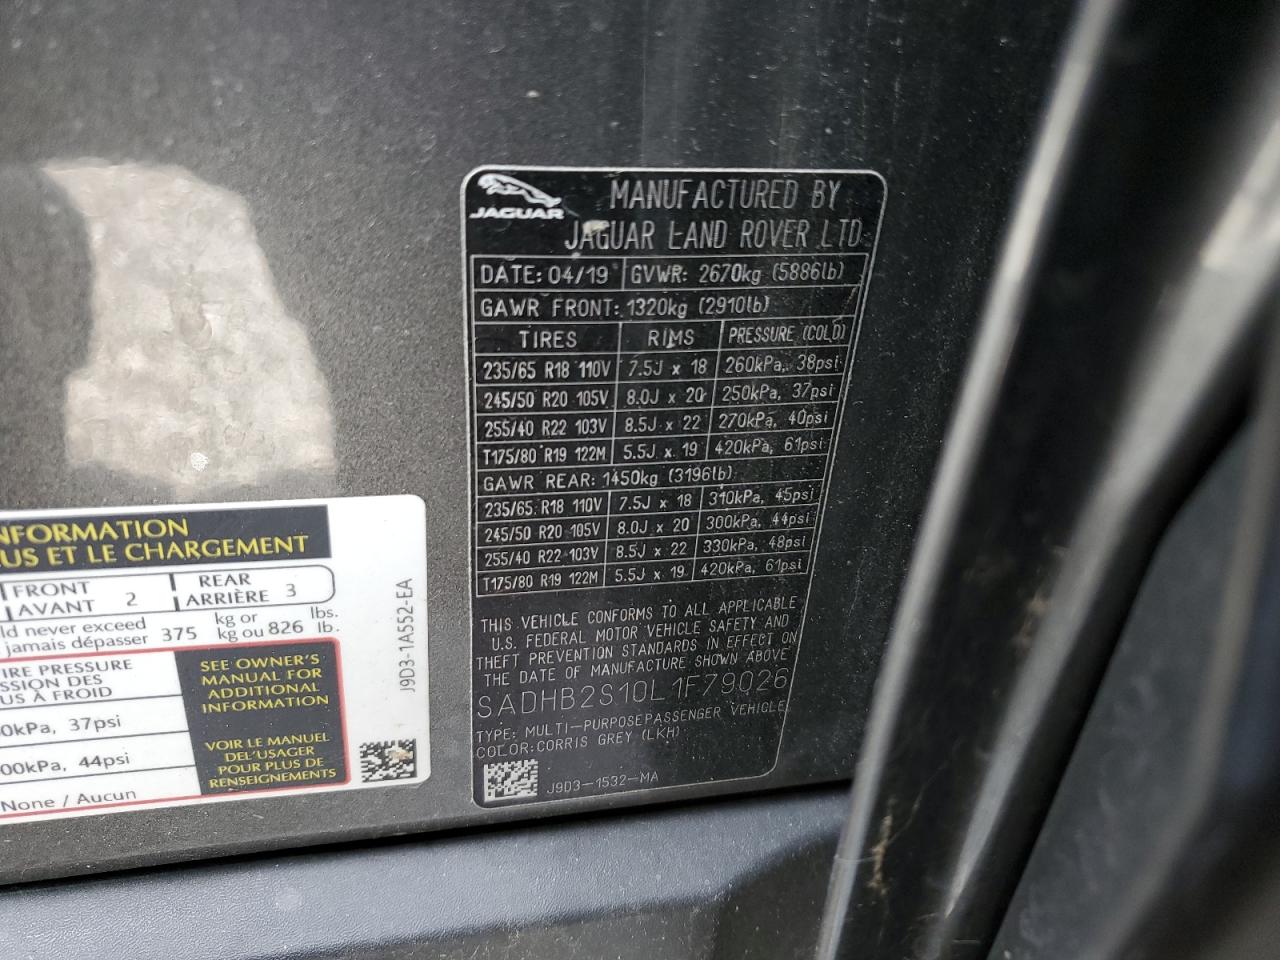 JAGUAR
MANUFACTURED BY
JAGUAR LAND ROVER LTD
DATE: 04/19 GVWR: 2670kg (5886lb)
GAWR FRONT: 1320kg (2910lb)
TIRES RIMS PRESSURE (COLD)
235/65 R18 110V 7.5J x 18 260kPa, 38psi
245/50 R20 105V 8.0J x 20 250kPa, 37psi
255/40 R22 103V 8.5J x 22 270kPa, 40psi
T175/80 R19 122M 5.5J x 19 420kPa, 61psi
GAWR REAR: 1450kg (3196lb)
235/65 R18 110V 7.5J x 18 310kPa, 45psi
245/50 R20 105V 8.0J x 20 300kPa, 44psi
255/40 R22 103V 8.5J x 22 330kPa, 48psi
T175/80 R19 122M 5.5J x 19 420kPa, 61psi
THIS VEHICLE CONFORMS TO ALL APPLICABLE
U.S. FEDERAL MOTOR VEHICLE SAFETY AND
THEFT PREVENTION STANDARDS IN EFFECT ON
THE DATE OF MANUFACTURE SHOWN ABOVE
SADHB2S10L1F79026
TYPE: MULTI-PURPOSE PASSENGER VEHICLE
COLOR: CORRIS GREY (LKH)
J9D3-1532-MA
NFORMATION
US ET LE CHARGEMENT
FRONT REAR
AVANT 2 ARRIÈRE 3
ld never exceed kg or lbs.
jamais dépasser 375 kg ou 826 lb.
IRE PRESSURE
SSION DES
US À FROID
0kPa, 37psi
00kPa, 44psi
None / Aucun
SEE OWNER'S
MANUAL FOR
ADDITIONAL
INFORMATION
VOIR LE MANUEL
DEL'USAGER
POUR PLUS DE
RENSEIGNEMENTS
J9D3-1A552-EA